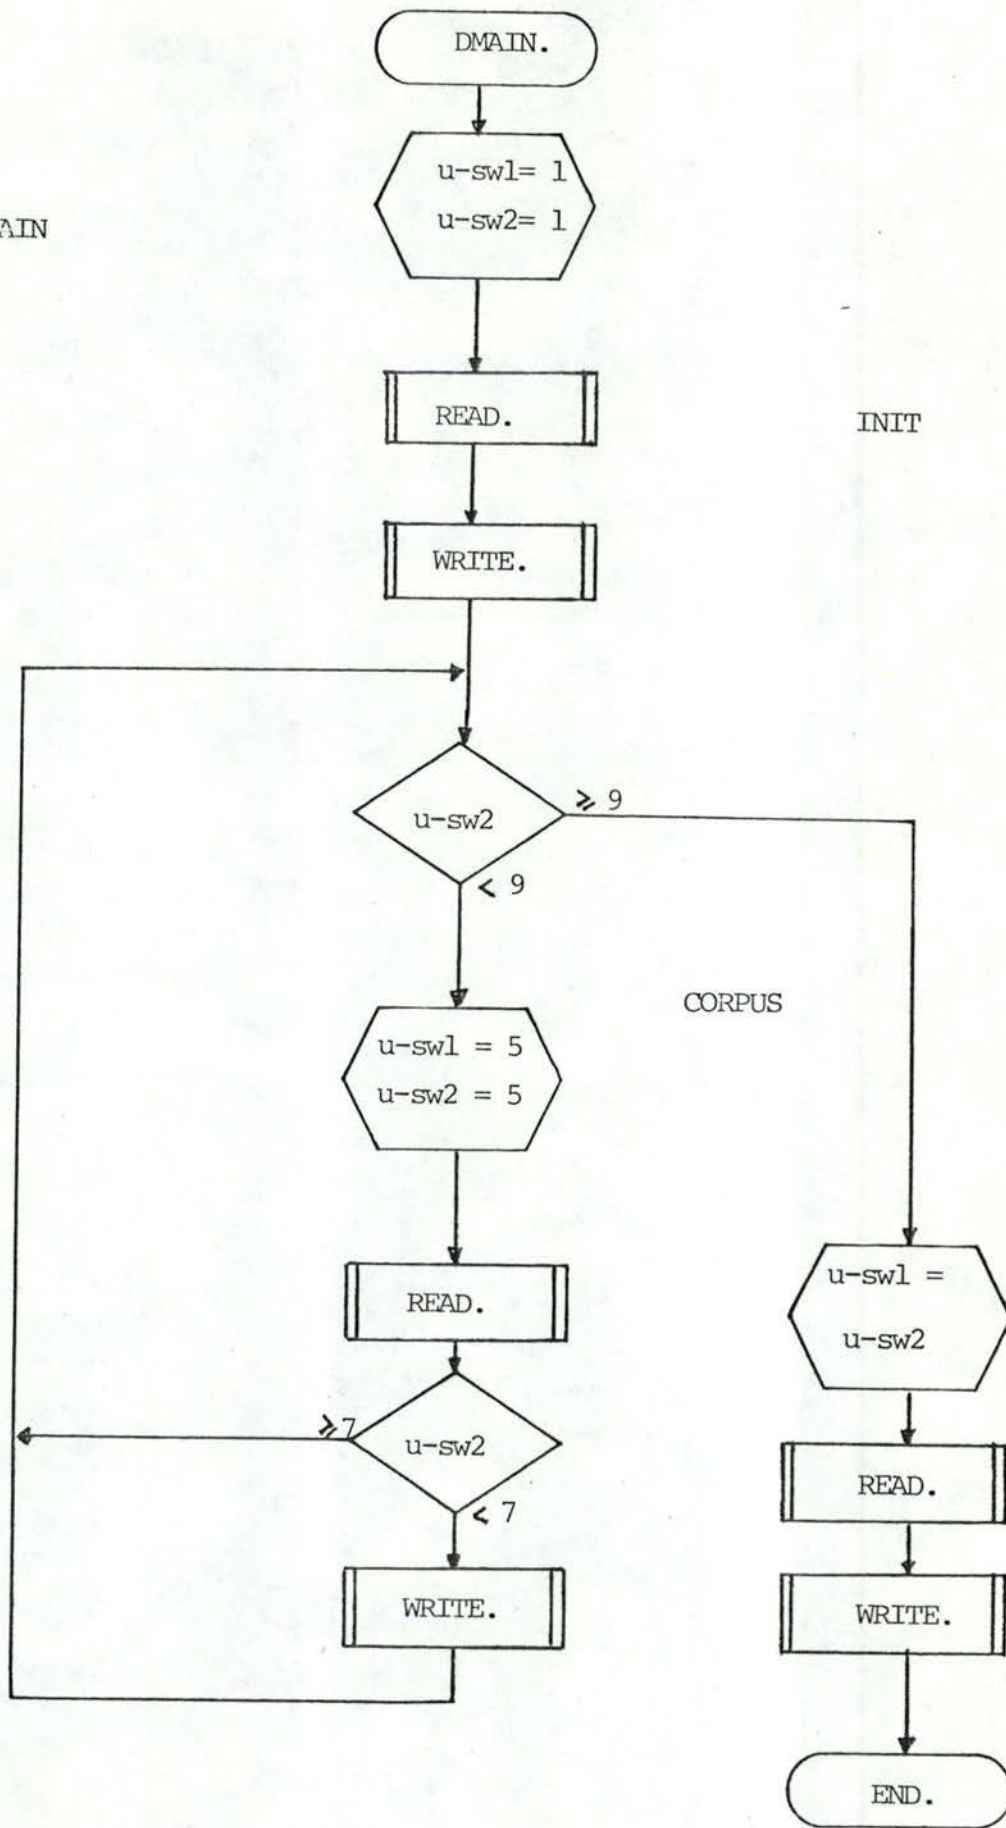 DMAIN.
u-sw1= 1
u-sw2= 1
AIN
READ.
INIT
WRITE.
u-sw2
⩾ 9
< 9
CORPUS
u-sw1 = 5
u-sw2 = 5
u-sw1 =
u-sw2
READ.
⩾7
u-sw2
< 7
READ.
WRITE.
WRITE.
END.